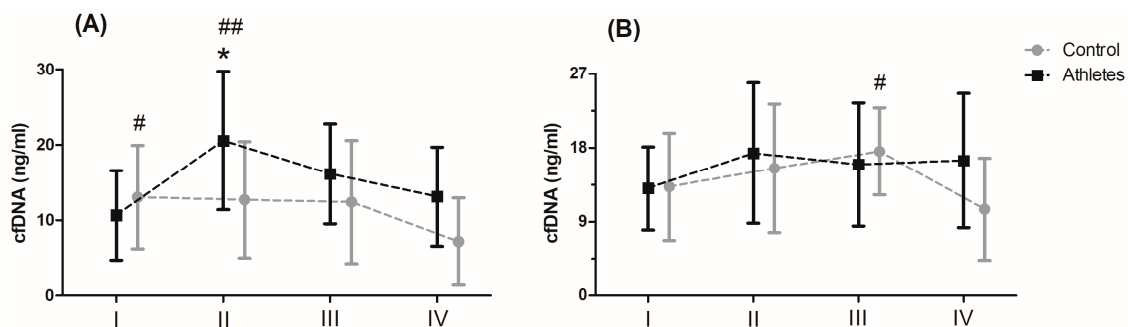 (A)
##
*
#
30
20
10
0
cfDNA (ng/ml)
I II III IV
(B)
#
27
18
9
0
cfDNA (ng/ml)
I II III IV
Control
Athletes